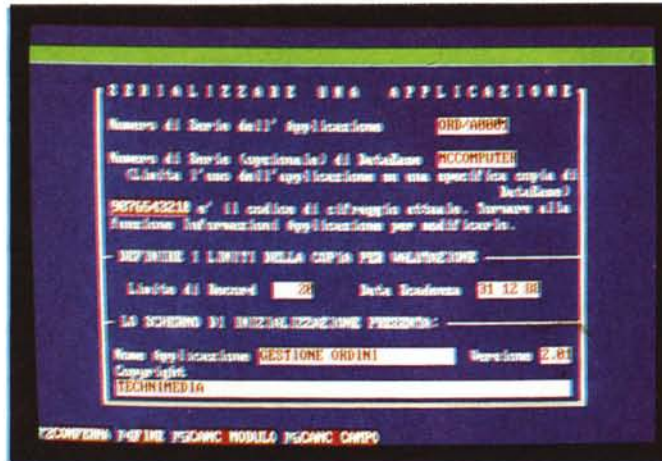 SERIALIZZARE UNA APPLICAZIONE
Numero di Serie dell' Applicazione ORD/A0001
Numero di Serie (opzionale) di DataEase MCCOMPUTER
(Limita l'uso dell'applicazione su una specifica copia di
DataEase)
9876543210 e' il codice di cifraggio attuale. Tornare alla
funzione Informazioni Applicazione per modificarlo.
DEFINIRE I LIMITI DELLA COPIA PER VALUTAZIONE
Limite di Record 20 Data Scadenza 31 12 88
LO SCHERMO DI INIZIALIZZAZIONE PRESENTA:
Nome Applicazione GESTIONE ORDINI Versione 2.01
Copyright
TECHNIMEDIA
F2CONFERMA F4FINE F5CANC MODULO F6CANC CAMPO